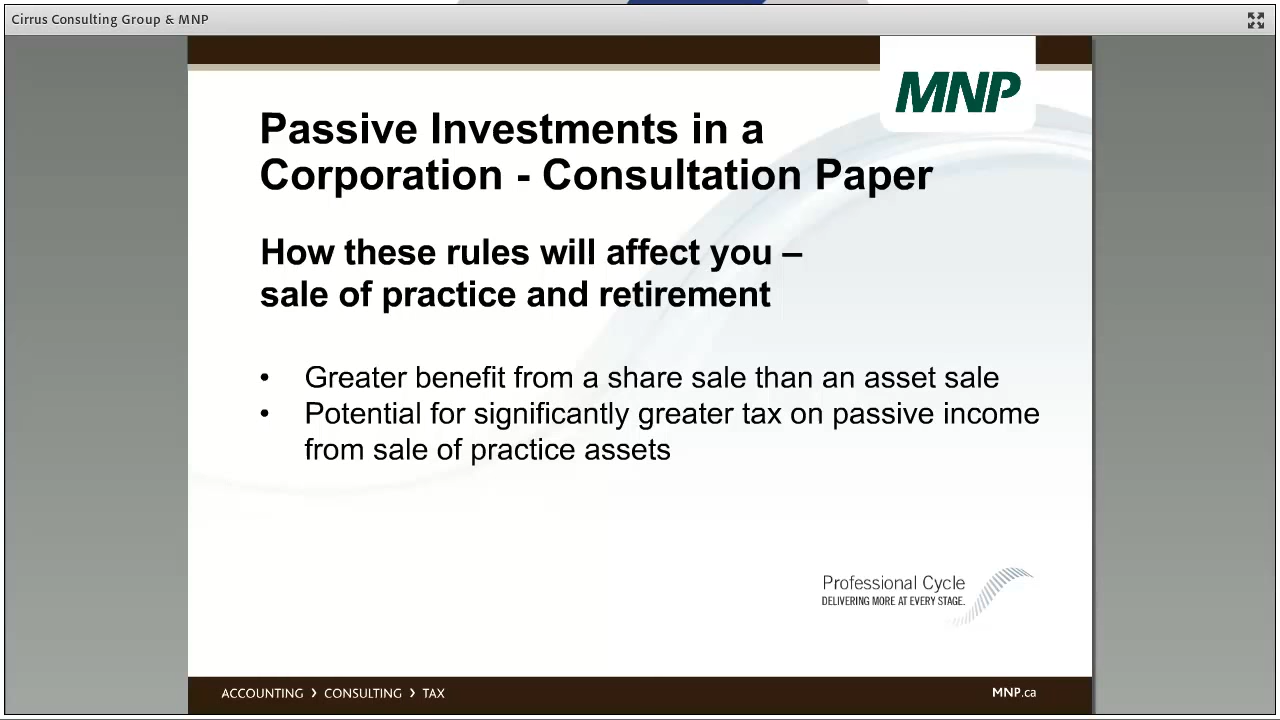 Cirrus Consulting Group & MNP
MNP
Passive Investments in a
Corporation - Consultation Paper
How these rules will affect you –
sale of practice and retirement
• Greater benefit from a share sale than an asset sale
• Potential for significantly greater tax on passive income
from sale of practice assets
Professional Cycle
DELIVERING MORE AT EVERY STAGE.
ACCOUNTING › CONSULTING › TAX
MNP.ca